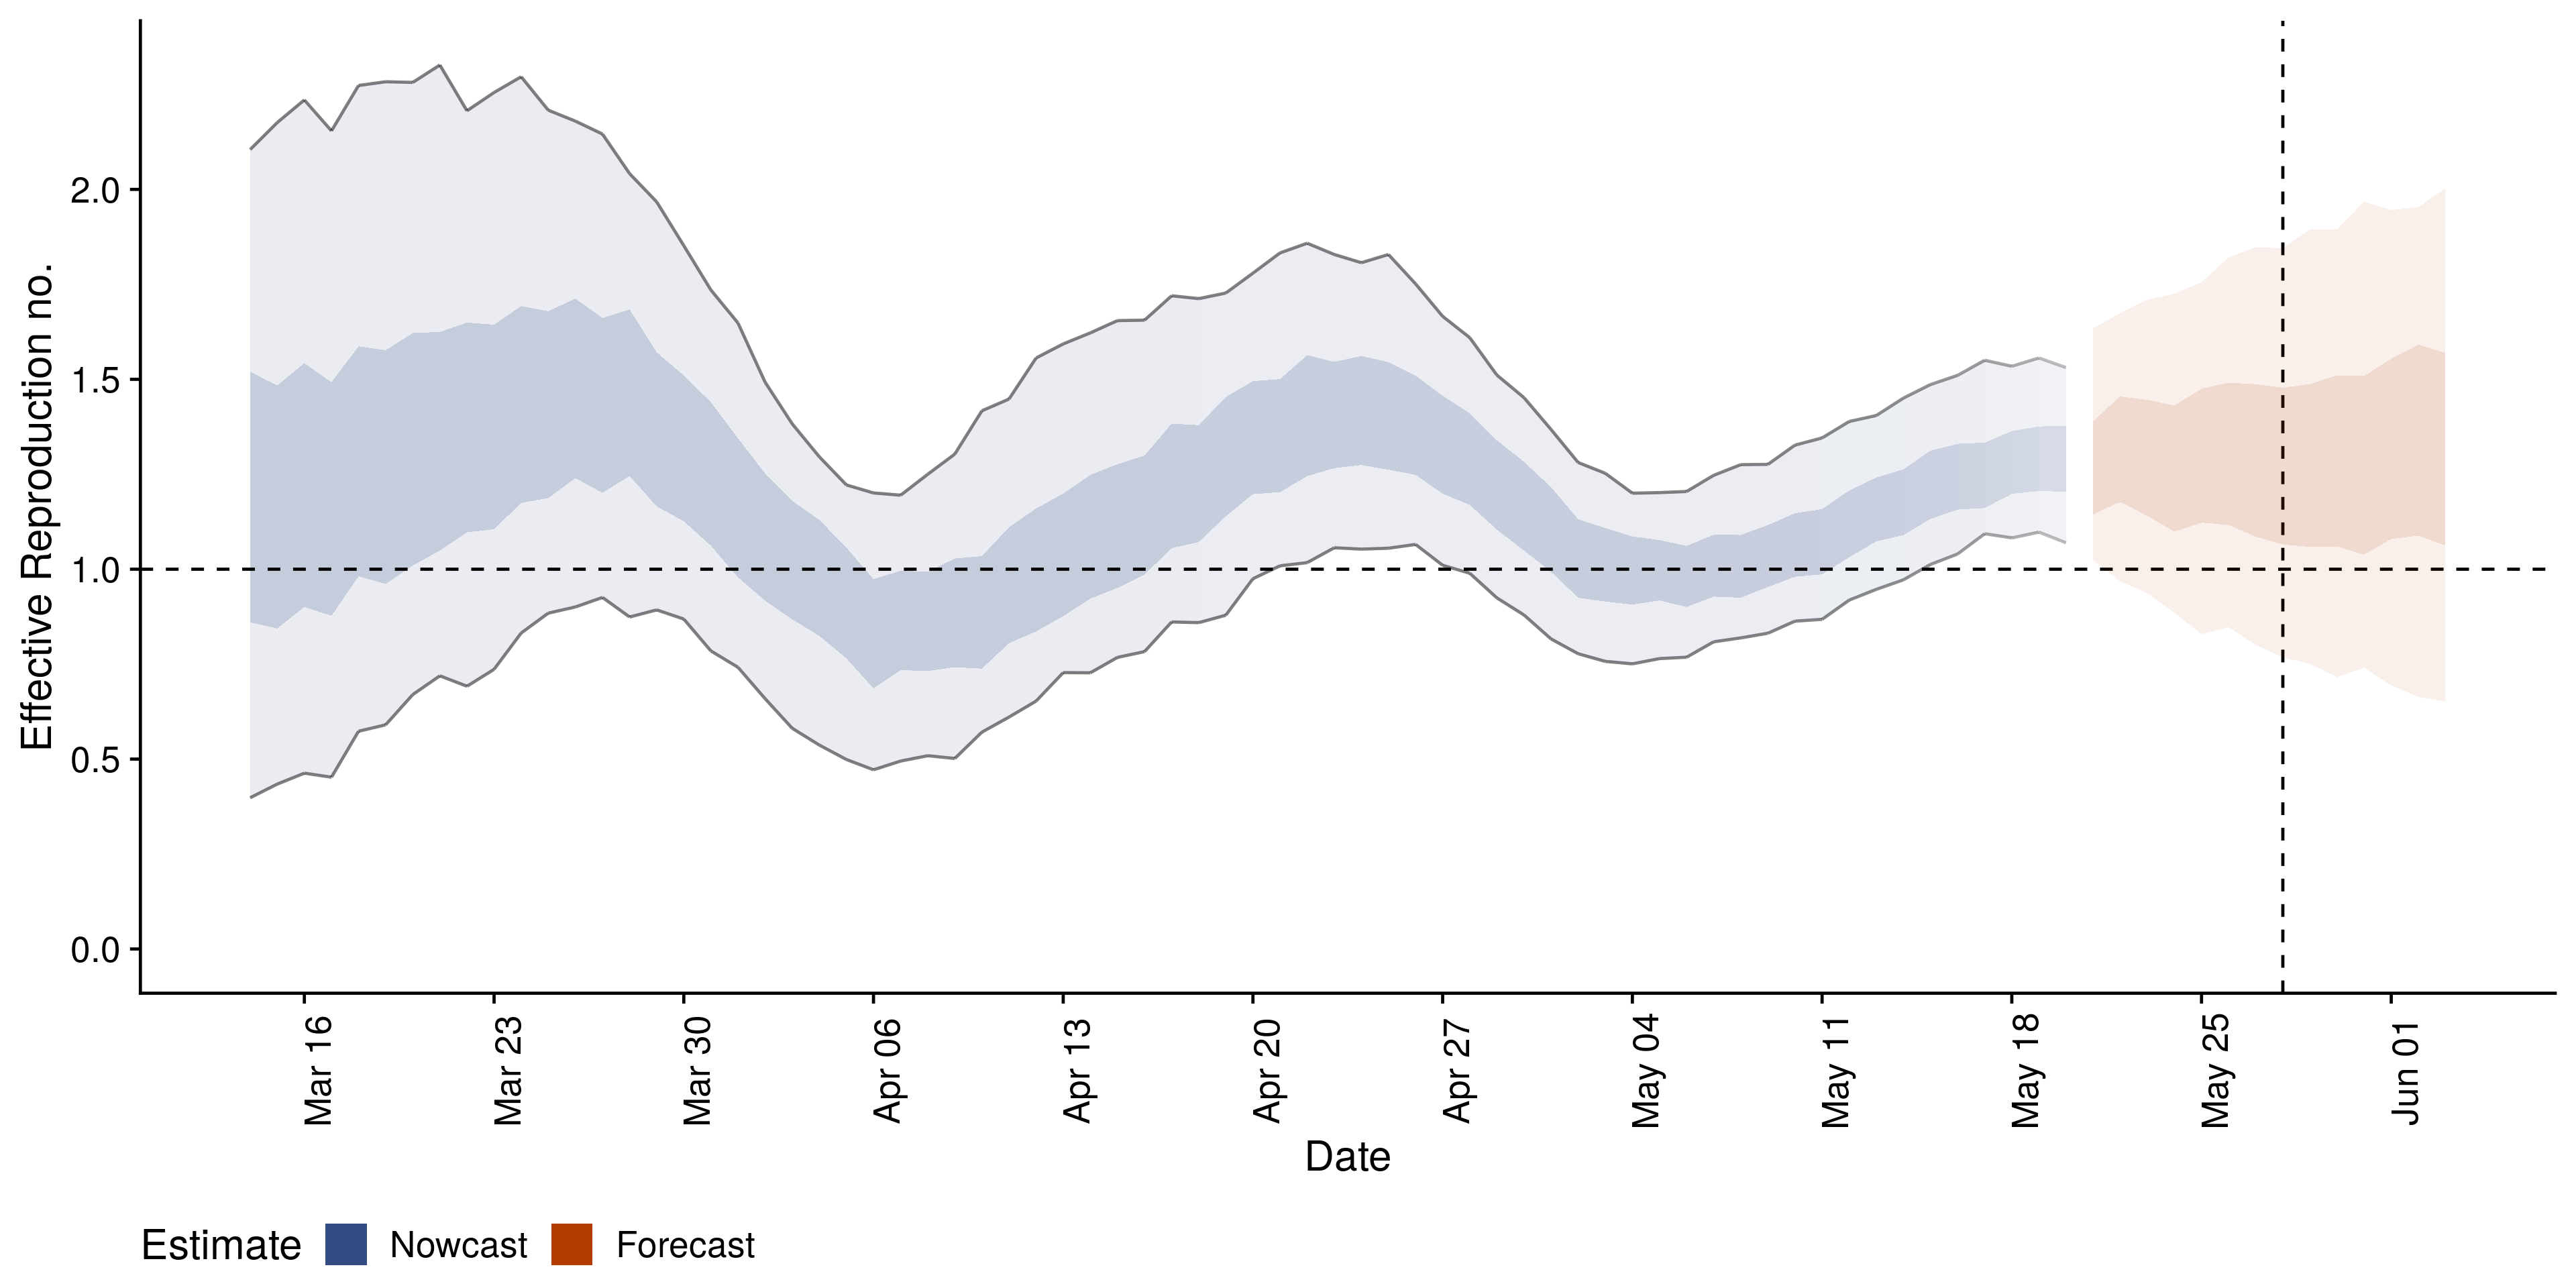 Effective Reproduction no.
2.0
1.5
1.0
0.5
0.0
Mar 16
Mar 23
Mar 30
Apr 06
Apr 13
Apr 20
Apr 27
May 04
May 11
May 18
May 25
Jun 01
Date
Estimate Nowcast Forecast